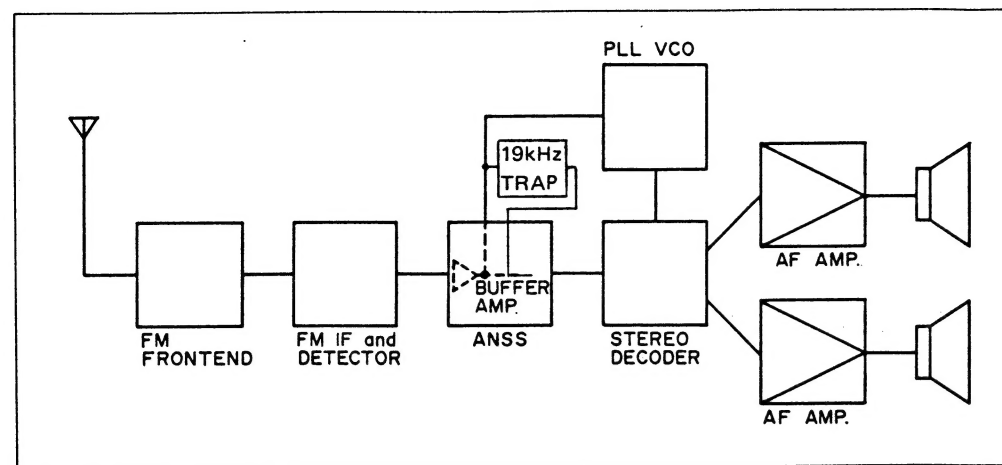 PLL VCO
19kHz
TRAP
BUFFER
AMP.
FM
FRONTEND
FM IF and
DETECTOR
ANSS
STEREO
DECODER
AF AMP.
AF AMP.